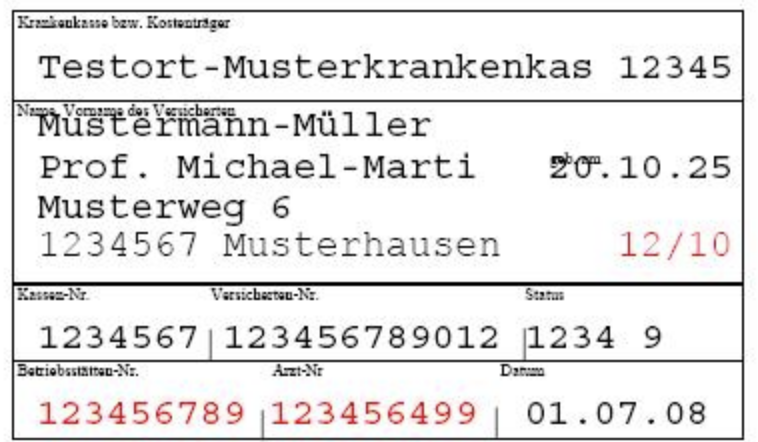 Krankenkasse bzw. Kostenträger
Testort-Musterkrankenkas 12345
Name, Vorname des Versicherten
Mustermann-Müller
geb. am
Prof. Michael-Marti 20.10.25
Musterweg 6
1234567 Musterhausen 12/10
Kassen-Nr. Versicherten-Nr. Status
1234567 123456789012 1234 9
Betriebsstätten-Nr. Arzt-Nr Datum
123456789 123456499 01.07.08